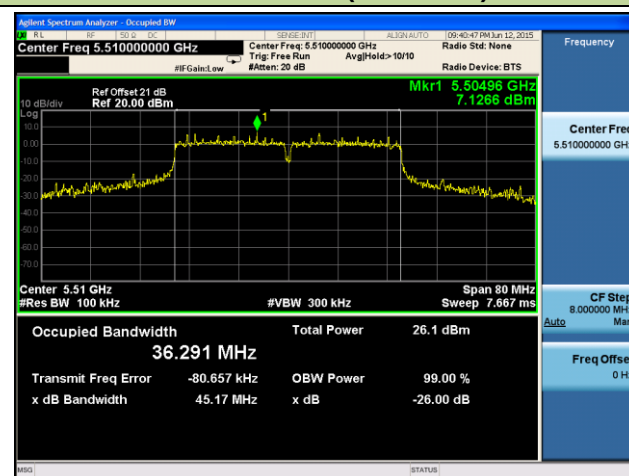 Agilent Spectrum Analyzer - Occupied BW
RL RF 50 Ω DC SENSE:INT ALIGN AUTO 09:40:47 PM Jun 12, 2015
Center Freq 5.510000000 GHz
Center Freq: 5.510000000 GHz
Radio Std: None
Trig: Free Run Avg|Hold:>10/10
#IFGain:Low #Atten: 20 dB
Radio Device: BTS
Frequency
Ref Offset 21 dB
Ref 20.00 dBm
10 dB/div
Log
Mkr1 5.50496 GHz
7.1266 dBm
1
10.0
0.00
-10.0
-20.0
-30.0
-40.0
-50.0
-60.0
-70.0
Center 5.51 GHz
Span 80 MHz
#Res BW 100 kHz
#VBW 300 kHz
Sweep 7.667 ms
Occupied Bandwidth
36.291 MHz
Total Power 26.1 dBm
Transmit Freq Error -80.657 kHz
OBW Power 99.00 %
x dB Bandwidth 45.17 MHz
x dB -26.00 dB
Center Freq
5.510000000 GHz
CF Step
8.000000 MHz
Auto Man
Freq Offset
0 Hz
MSG
STATUS